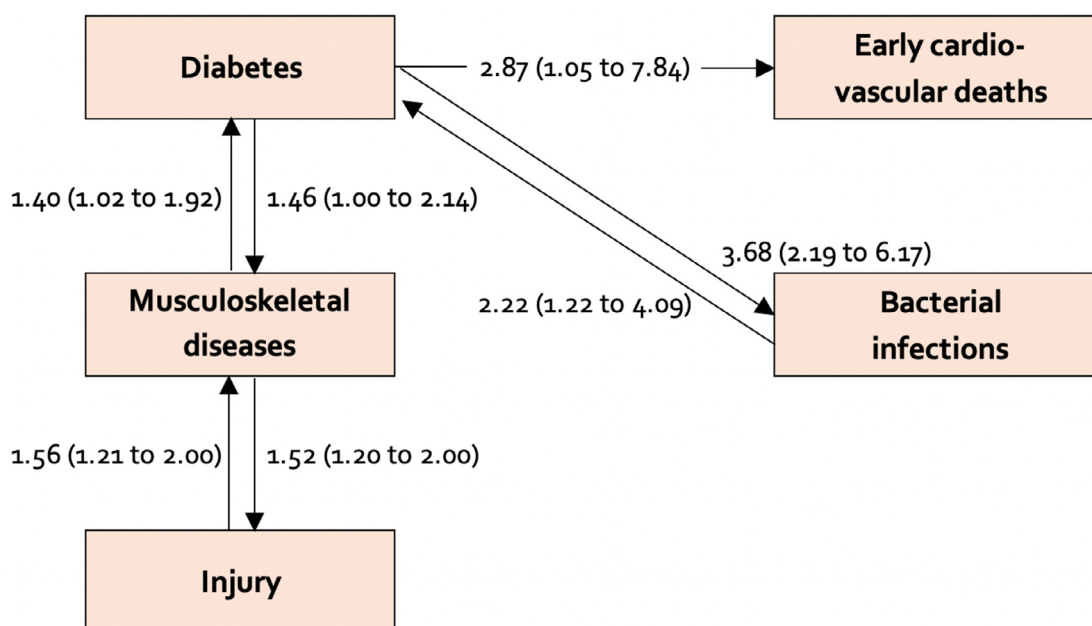 Diabetes
2.87 (1.05 to 7.84)
Early cardio-
vascular deaths
1.40 (1.02 to 1.92)
1.46 (1.00 to 2.14)
3.68 (2.19 to 6.17)
Musculoskeletal
diseases
2.22 (1.22 to 4.09)
Bacterial
infections
1.56 (1.21 to 2.00)
1.52 (1.20 to 2.00)
Injury